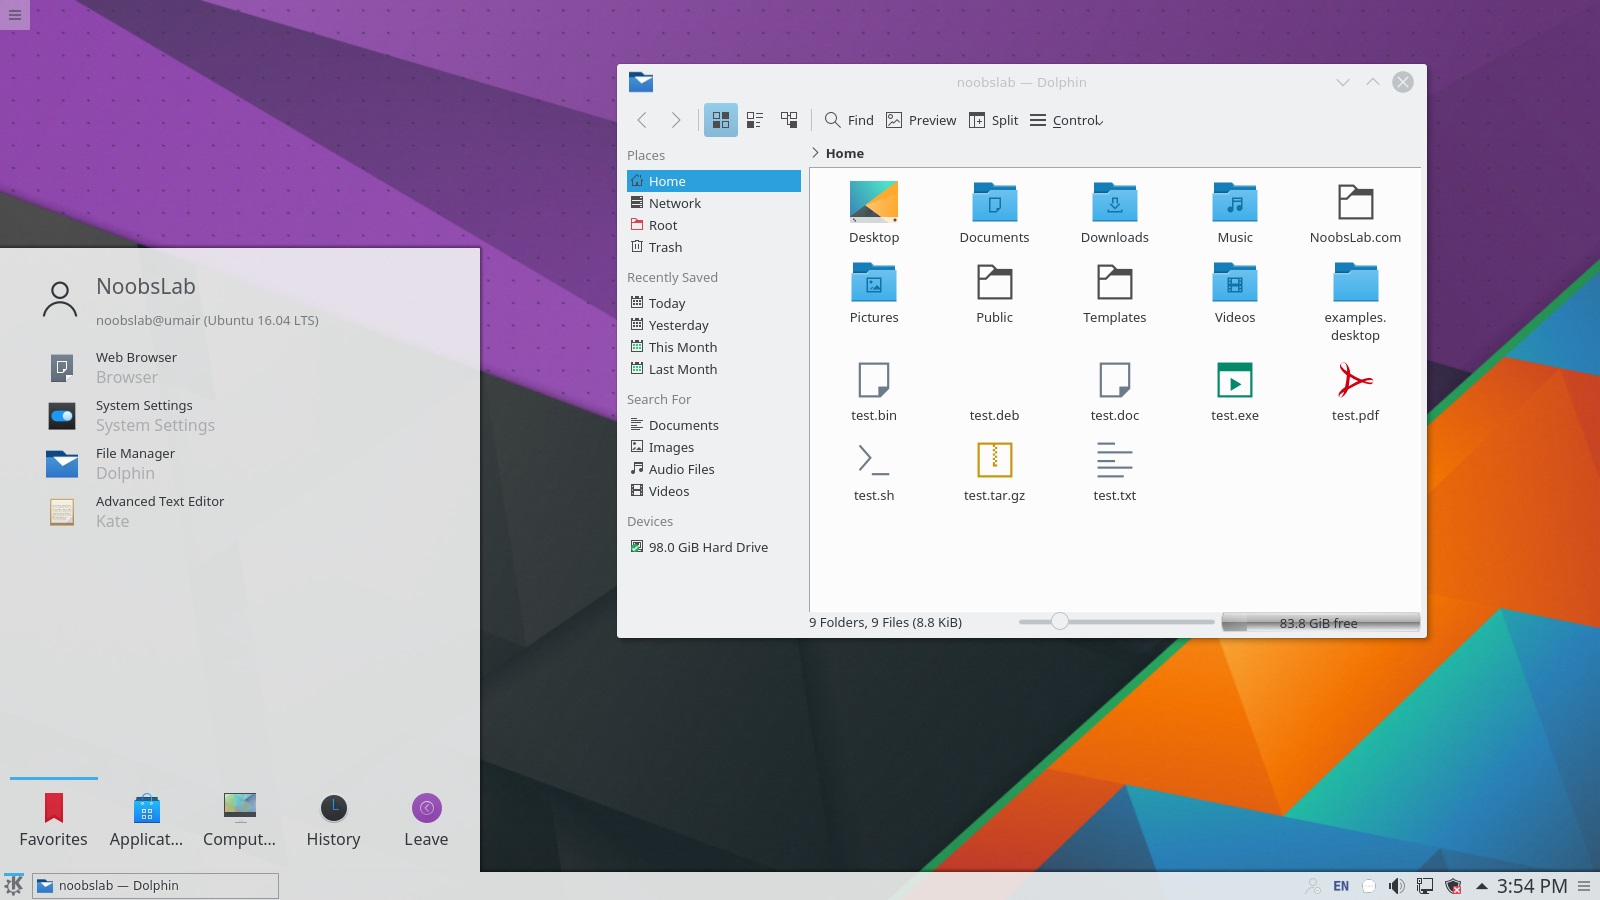 noobslab — Dolphin
Find
Preview
Split
Control
Places
Home
Network
Root
Trash
Recently Saved
Today
Yesterday
This Month
Last Month
Search For
Documents
Images
Audio Files
Videos
Devices
98.0 GiB Hard Drive
Home
Desktop
Documents
Downloads
Music
NoobsLab.com
Pictures
Public
Templates
Videos
examples.
desktop
test.bin
test.deb
test.doc
test.exe
test.pdf
test.sh
test.tar.gz
test.txt
9 Folders, 9 Files (8.8 KiB)
83.8 GiB free
NoobsLab
noobslab@umair (Ubuntu 16.04 LTS)
Web Browser
Browser
System Settings
System Settings
File Manager
Dolphin
Advanced Text Editor
Kate
Favorites
Applicat...
Comput...
History
Leave
noobslab — Dolphin
EN
3:54 PM